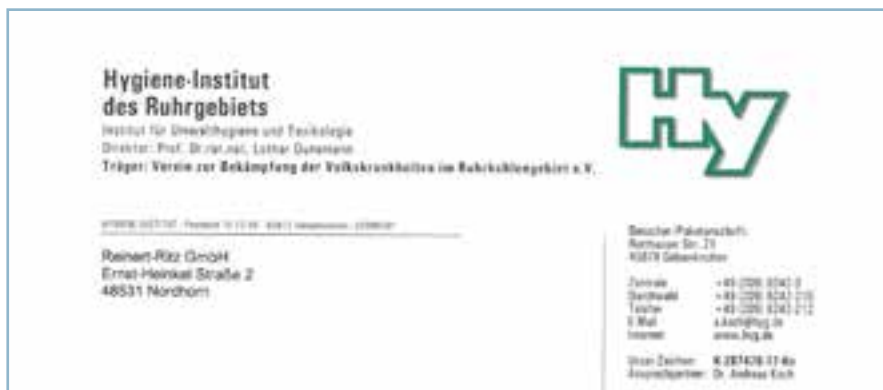 Hygiene-Institut
des Ruhrgebiets
Institut für Umwelthygiene und Toxikologie
Direktor: Prof. Dr. rer. nat. Lothar Dunemann
Träger: Verein zur Bekämpfung der Volkskrankheiten im Ruhrkohlengebiet e.V.
Hy
HYGIENE-INSTITUT
Reinert-Ritz GmbH
Ernst-Heinkel Straße 2
48531 Nordhorn
Besucher-/Paketanschrift:
Rotthauser Str. 21
45879 Gelsenkirchen
Zentrale
Durchwahl
Telefax
E-Mail
Internet www.hyg.de
Unser Zeichen:
Ansprechpartner: Dr. Andreas Koch